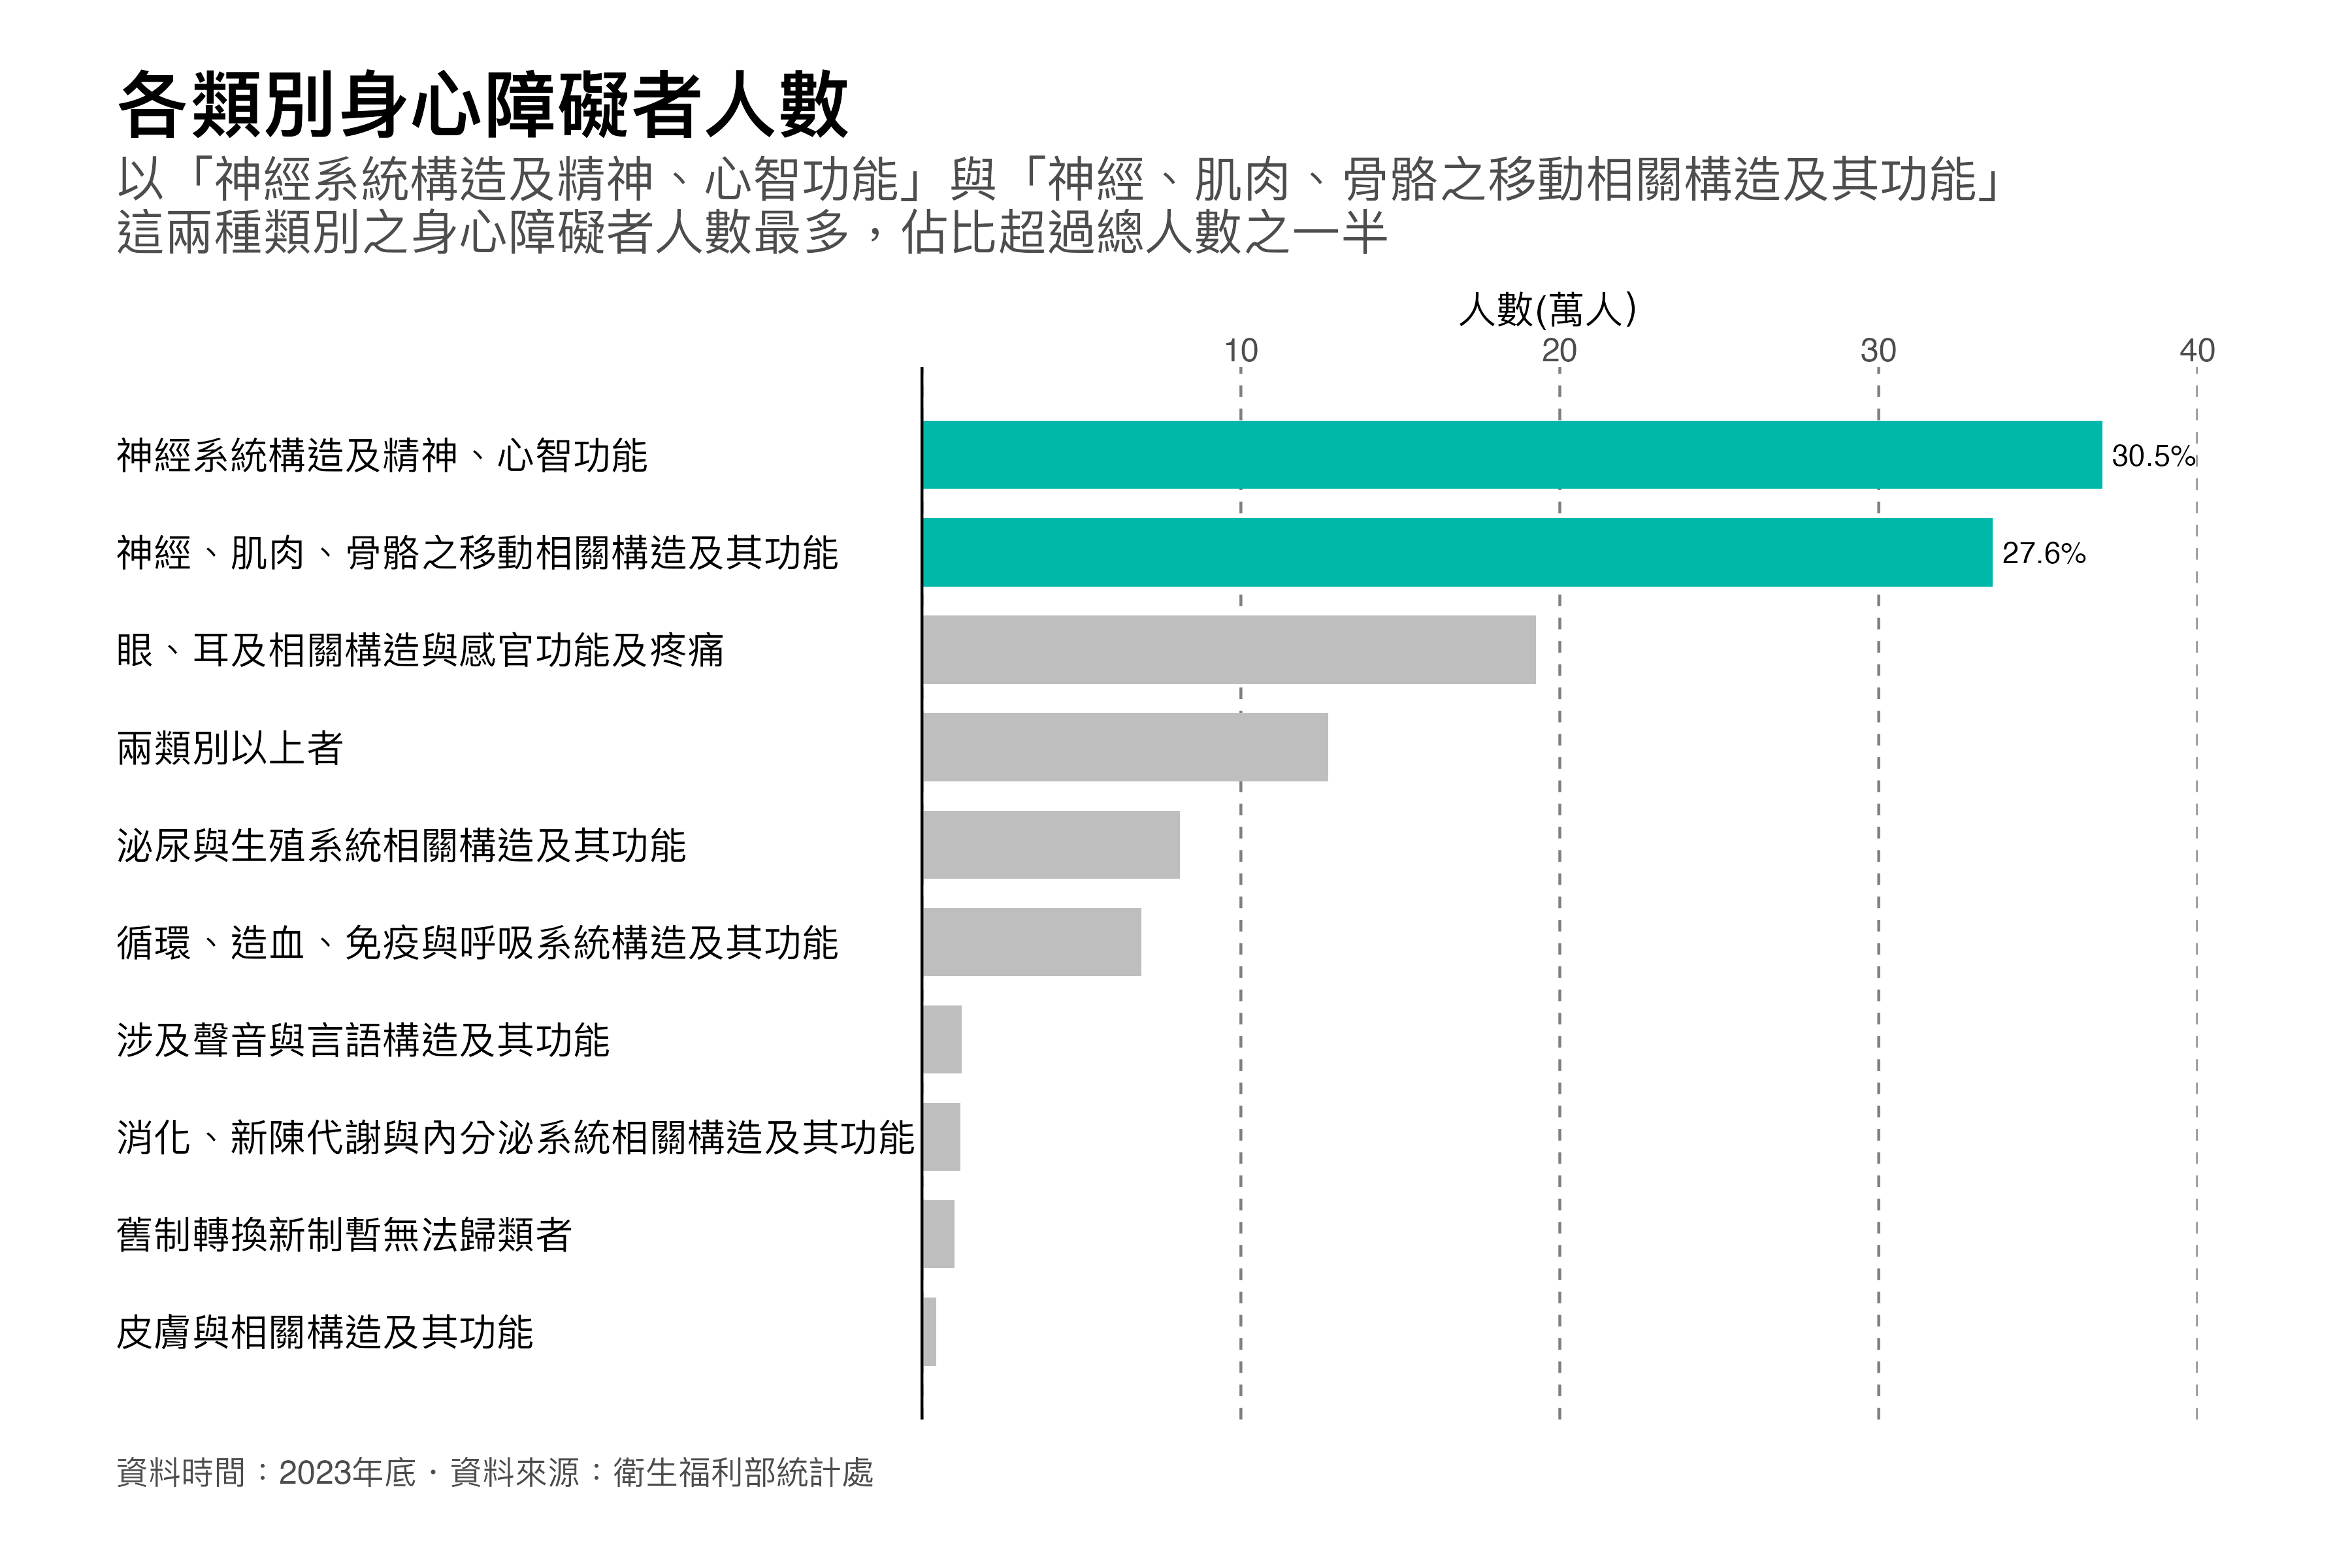 各類別身心障礙者人數
以「神經系統構造及精神、心智功能」與「神經、肌肉、骨骼之移動相關構造及其功能」
這兩種類別之身心障礙者人數最多，佔比超過總人數之一半
人數(萬人)
10 20 30 40
神經系統構造及精神、心智功能 30.5%
神經、肌肉、骨骼之移動相關構造及其功能 27.6%
眼、耳及相關構造與感官功能及疼痛
兩類別以上者
泌尿與生殖系統相關構造及其功能
循環、造血、免疫與呼吸系統構造及其功能
涉及聲音與言語構造及其功能
消化、新陳代謝與內分泌系統相關構造及其功能
舊制轉換新制暫無法歸類者
皮膚與相關構造及其功能
資料時間：2023年底．資料來源：衛生福利部統計處